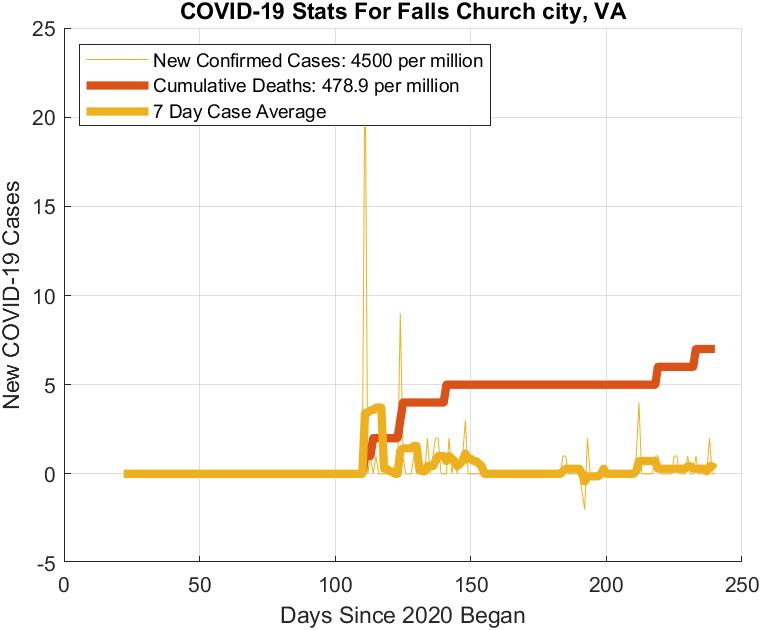 COVID-19 Stats For Falls Church city, VA
25
New Confirmed Cases: 4500 per million
Cumulative Deaths: 478.9 per million
7 Day Case Average
20
15
10
5
0
-5
New COVID-19 Cases
0 50 100 150 200 250
Days Since 2020 Began